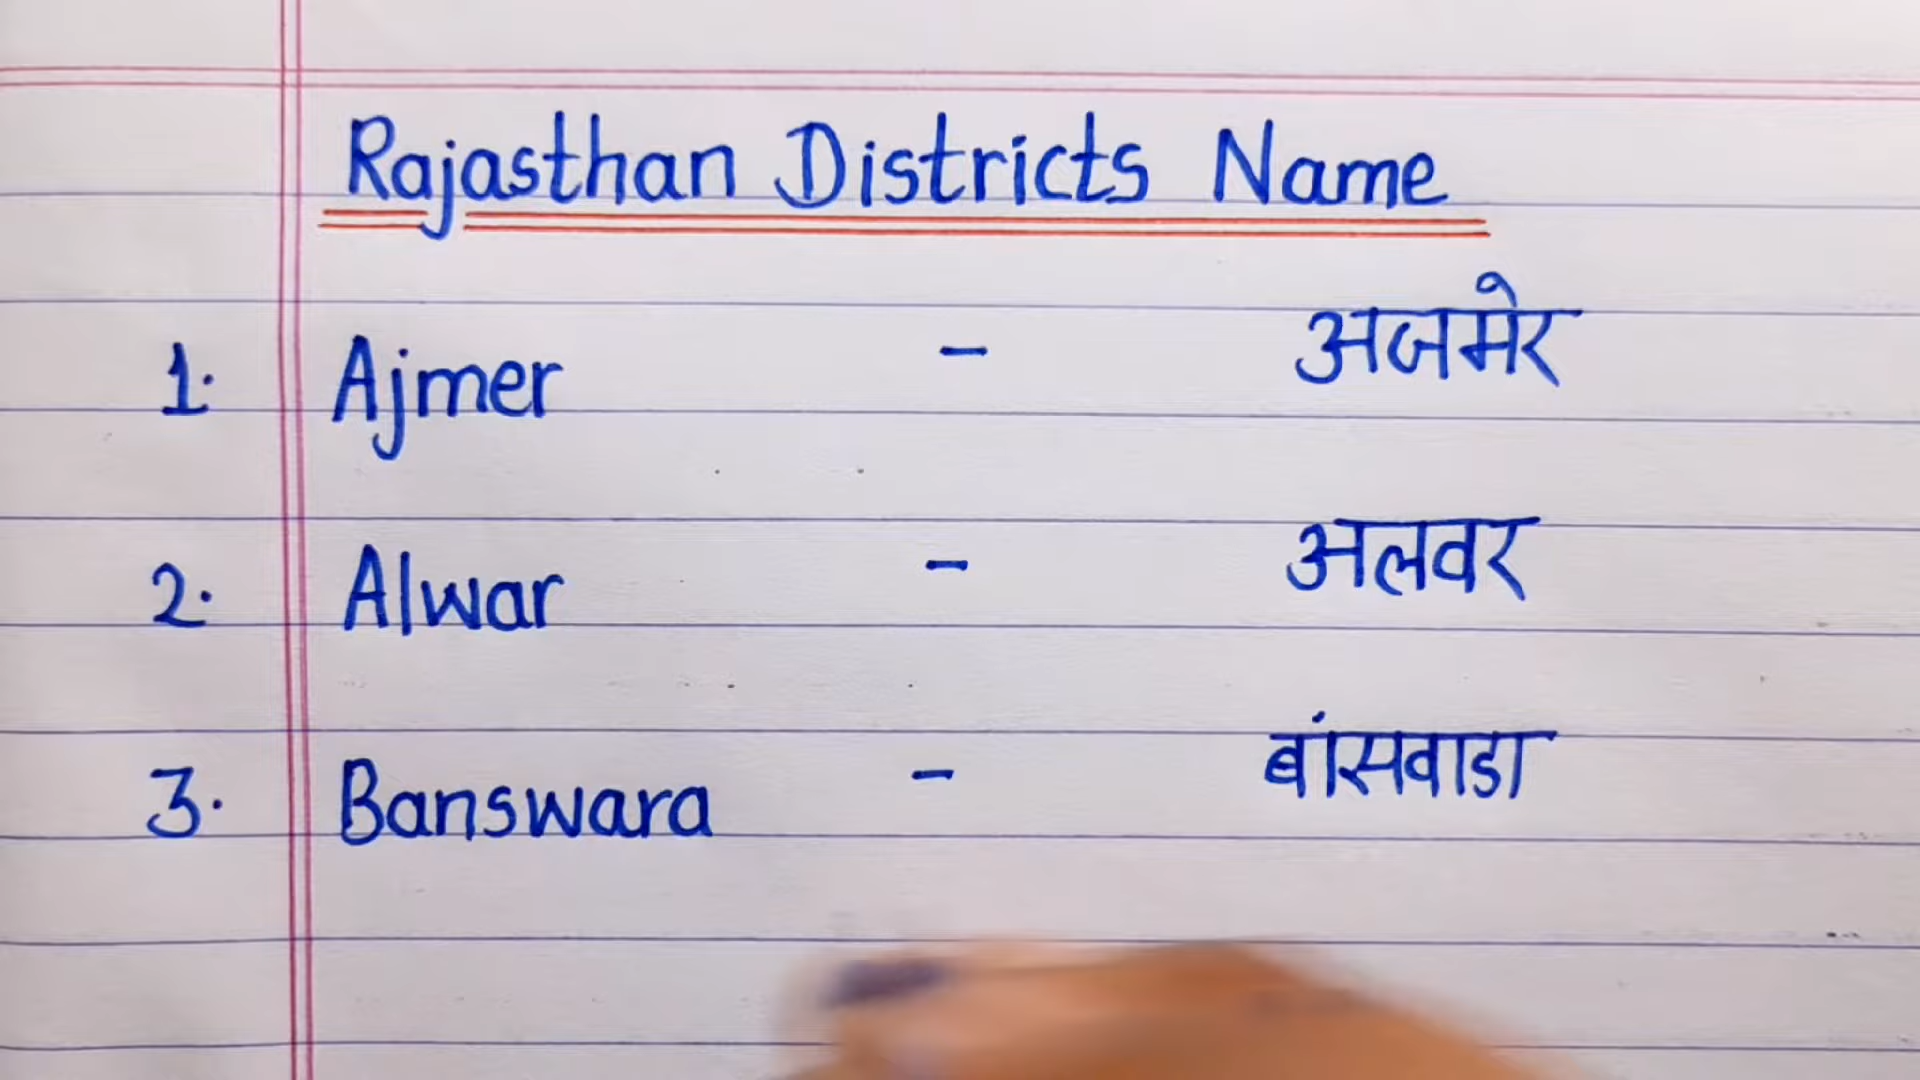 Rajasthan Districts Name
1. Ajmer - अजमेर
2. Alwar - अलवर
3. Banswara - बांसवाडा